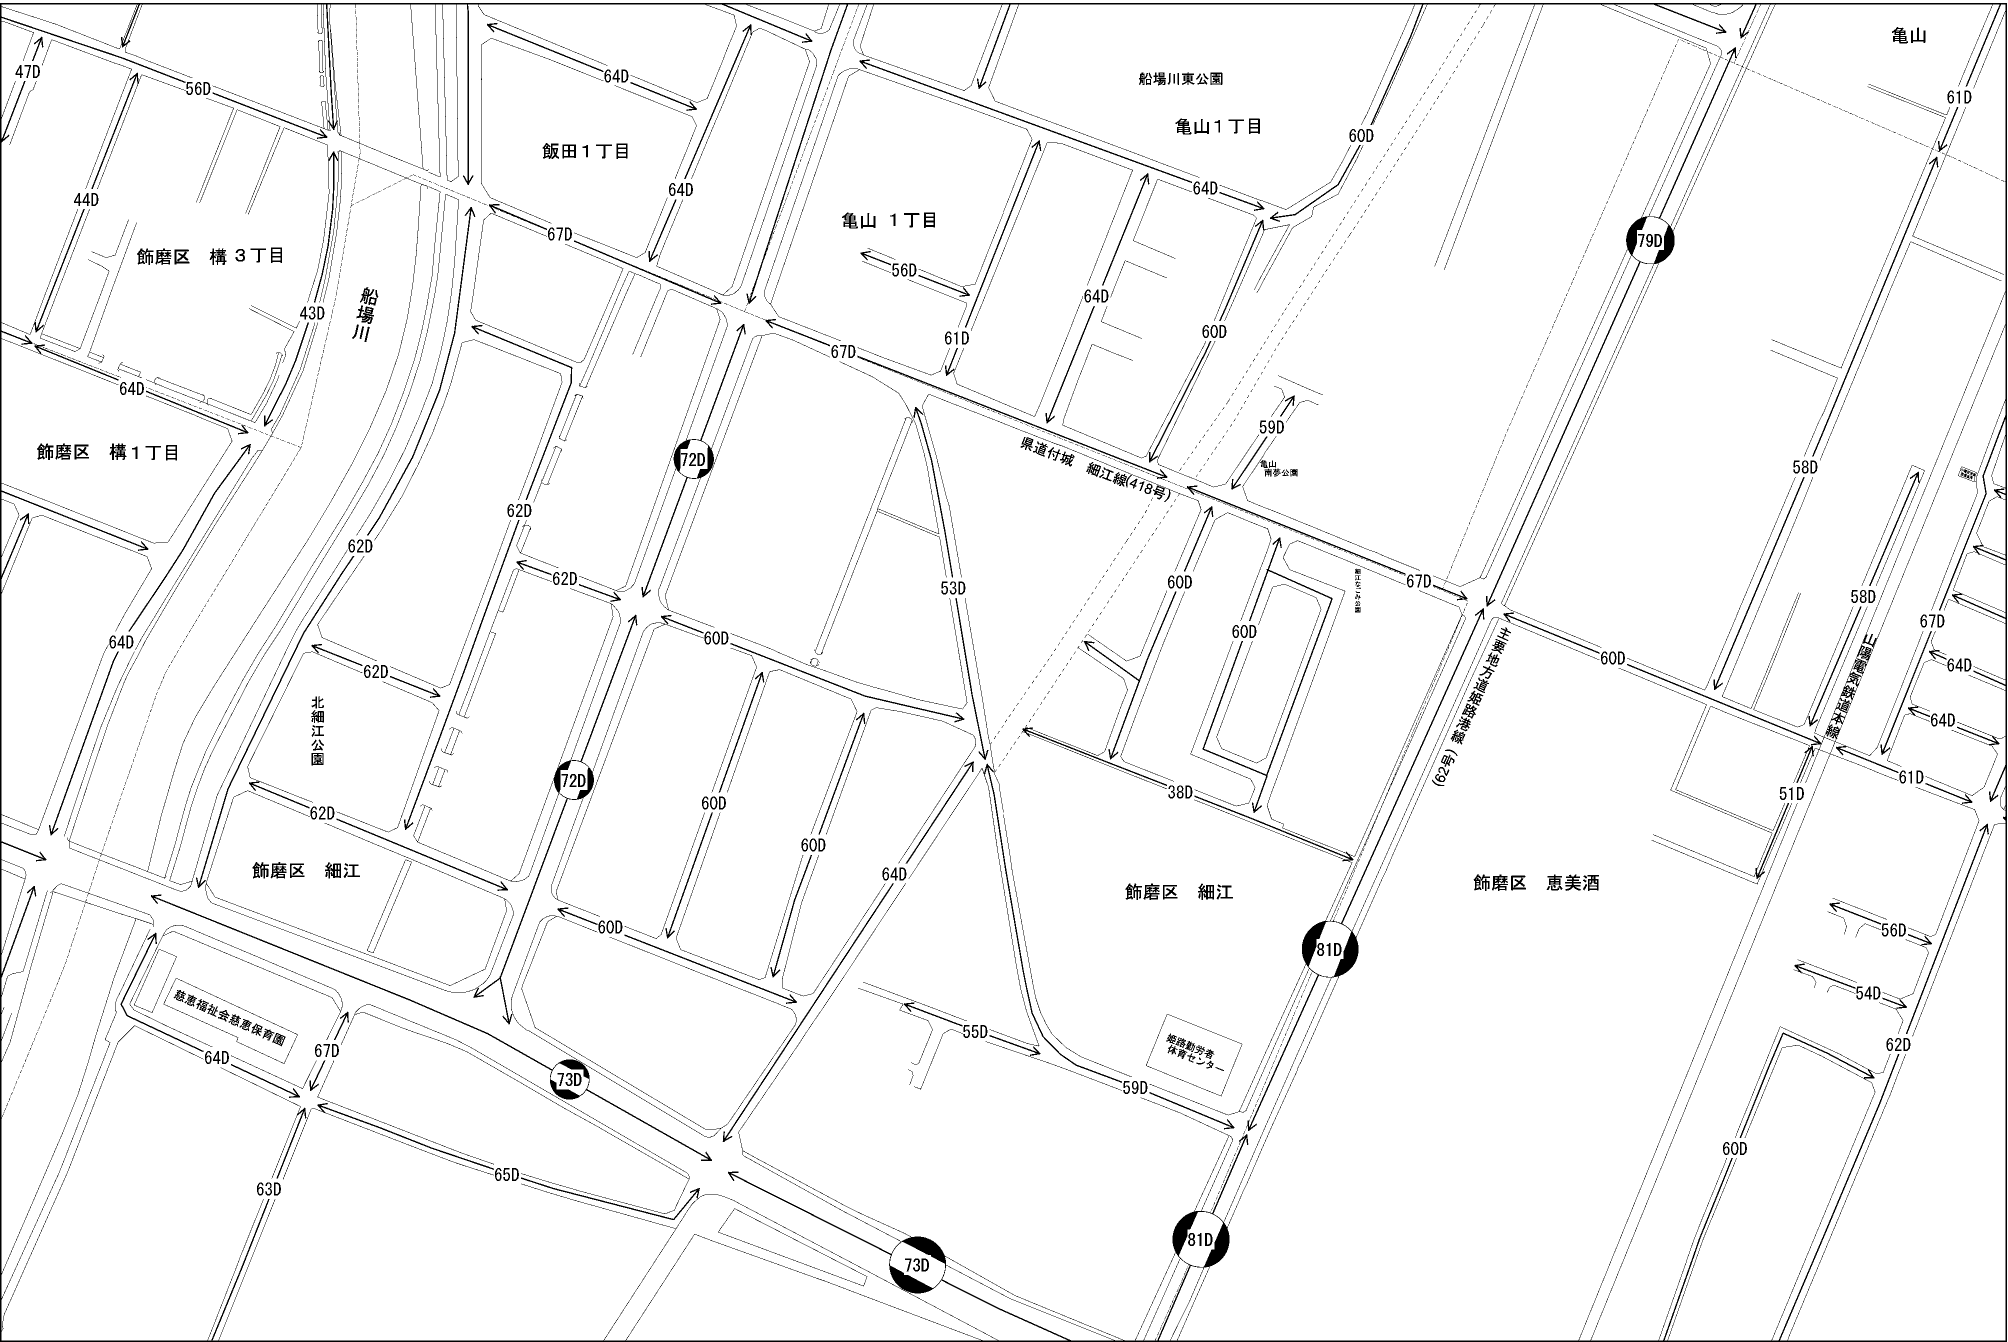 亀山
47D
56D
64D
船場川東公園
61D
亀山１丁目
60D
飯田１丁目
44D
64D
64D
亀山 １丁目
67D
79D
飾磨区 構３丁目
56D
船場川
64D
43D
60D
61D
67D
64D
59D
飾磨区 構１丁目
県道付城 細江線(418号)
72D
亀山
南夢公園
58D
62D
62D
62D
60D
67D
53D
58D
60D
67D
64D
60D
主要地方道姫路港線
(62号)
山陽電気鉄道本線
60D
64D
62D
北細江公園
64D
72D
61D
38D
51D
60D
62D
60D
飾磨区 細江
64D
飾磨区 細江
飾磨区 恵美酒
60D
56D
81D
54D
慈恵福祉会慈恵保育園
55D
姫路勤労者
体育センター
62D
67D
64D
73D
59D
60D
65D
63D
81D
73D